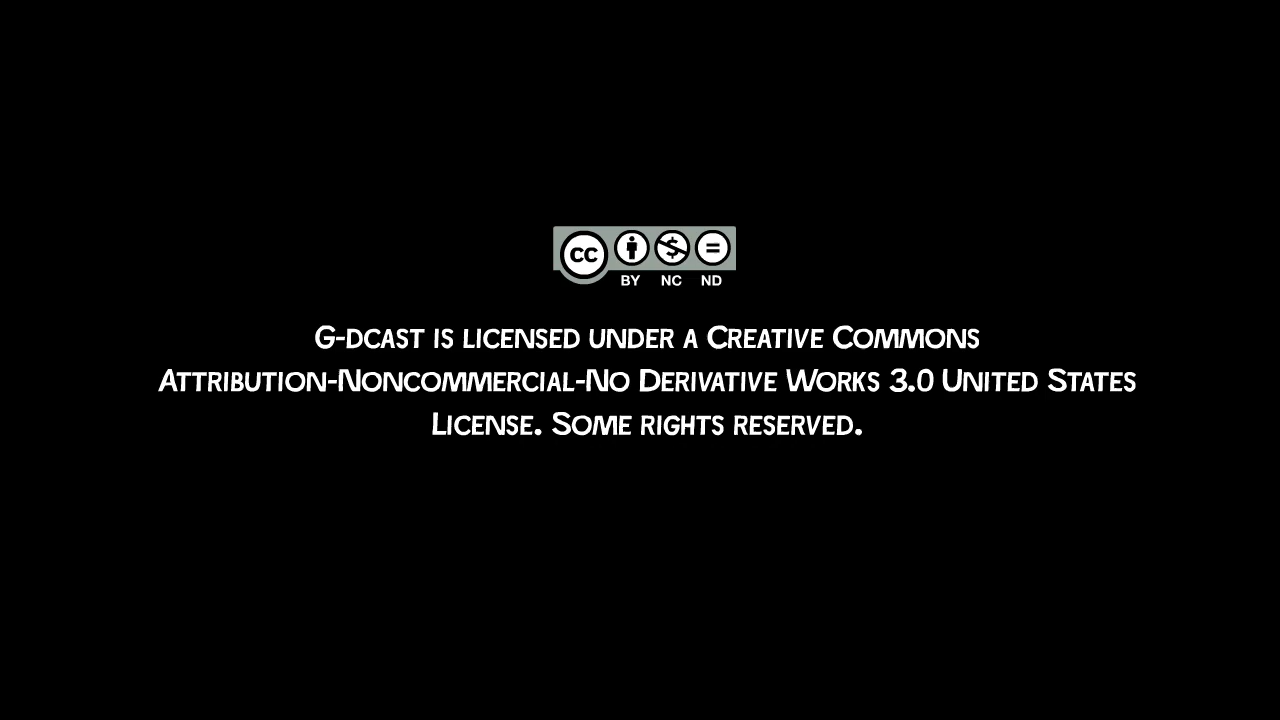 CC
BY NC ND
G-DCAST IS LICENSED UNDER A CREATIVE COMMONS
ATTRIBUTION-NONCOMMERCIAL-NO DERIVATIVE WORKS 3.0 UNITED STATES
LICENSE. SOME RIGHTS RESERVED.